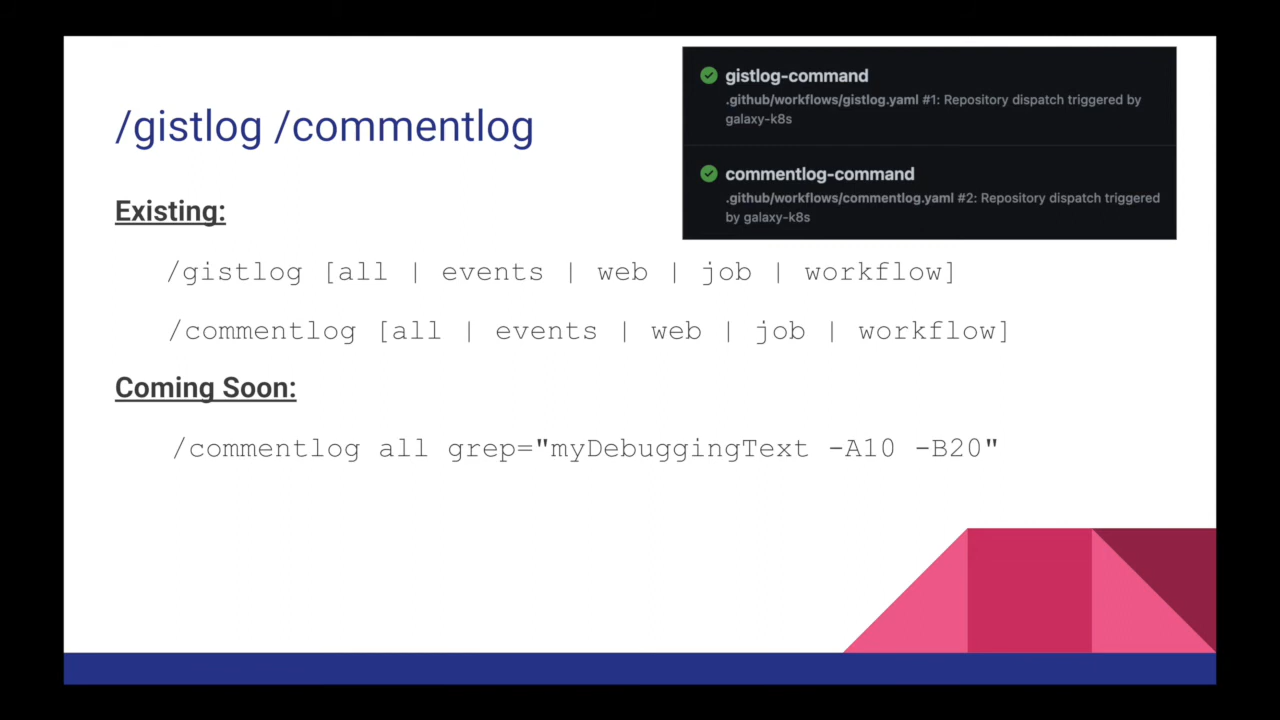 /gistlog /commentlog
gistlog-command
.github/workflows/gistlog.yaml #1: Repository dispatch triggered by
galaxy-k8s
commentlog-command
.github/workflows/commentlog.yaml #2: Repository dispatch triggered
by galaxy-k8s
Existing:
/gistlog [all | events | web | job | workflow]
/commentlog [all | events | web | job | workflow]
Coming Soon:
/commentlog all grep="myDebuggingText -A10 -B20"